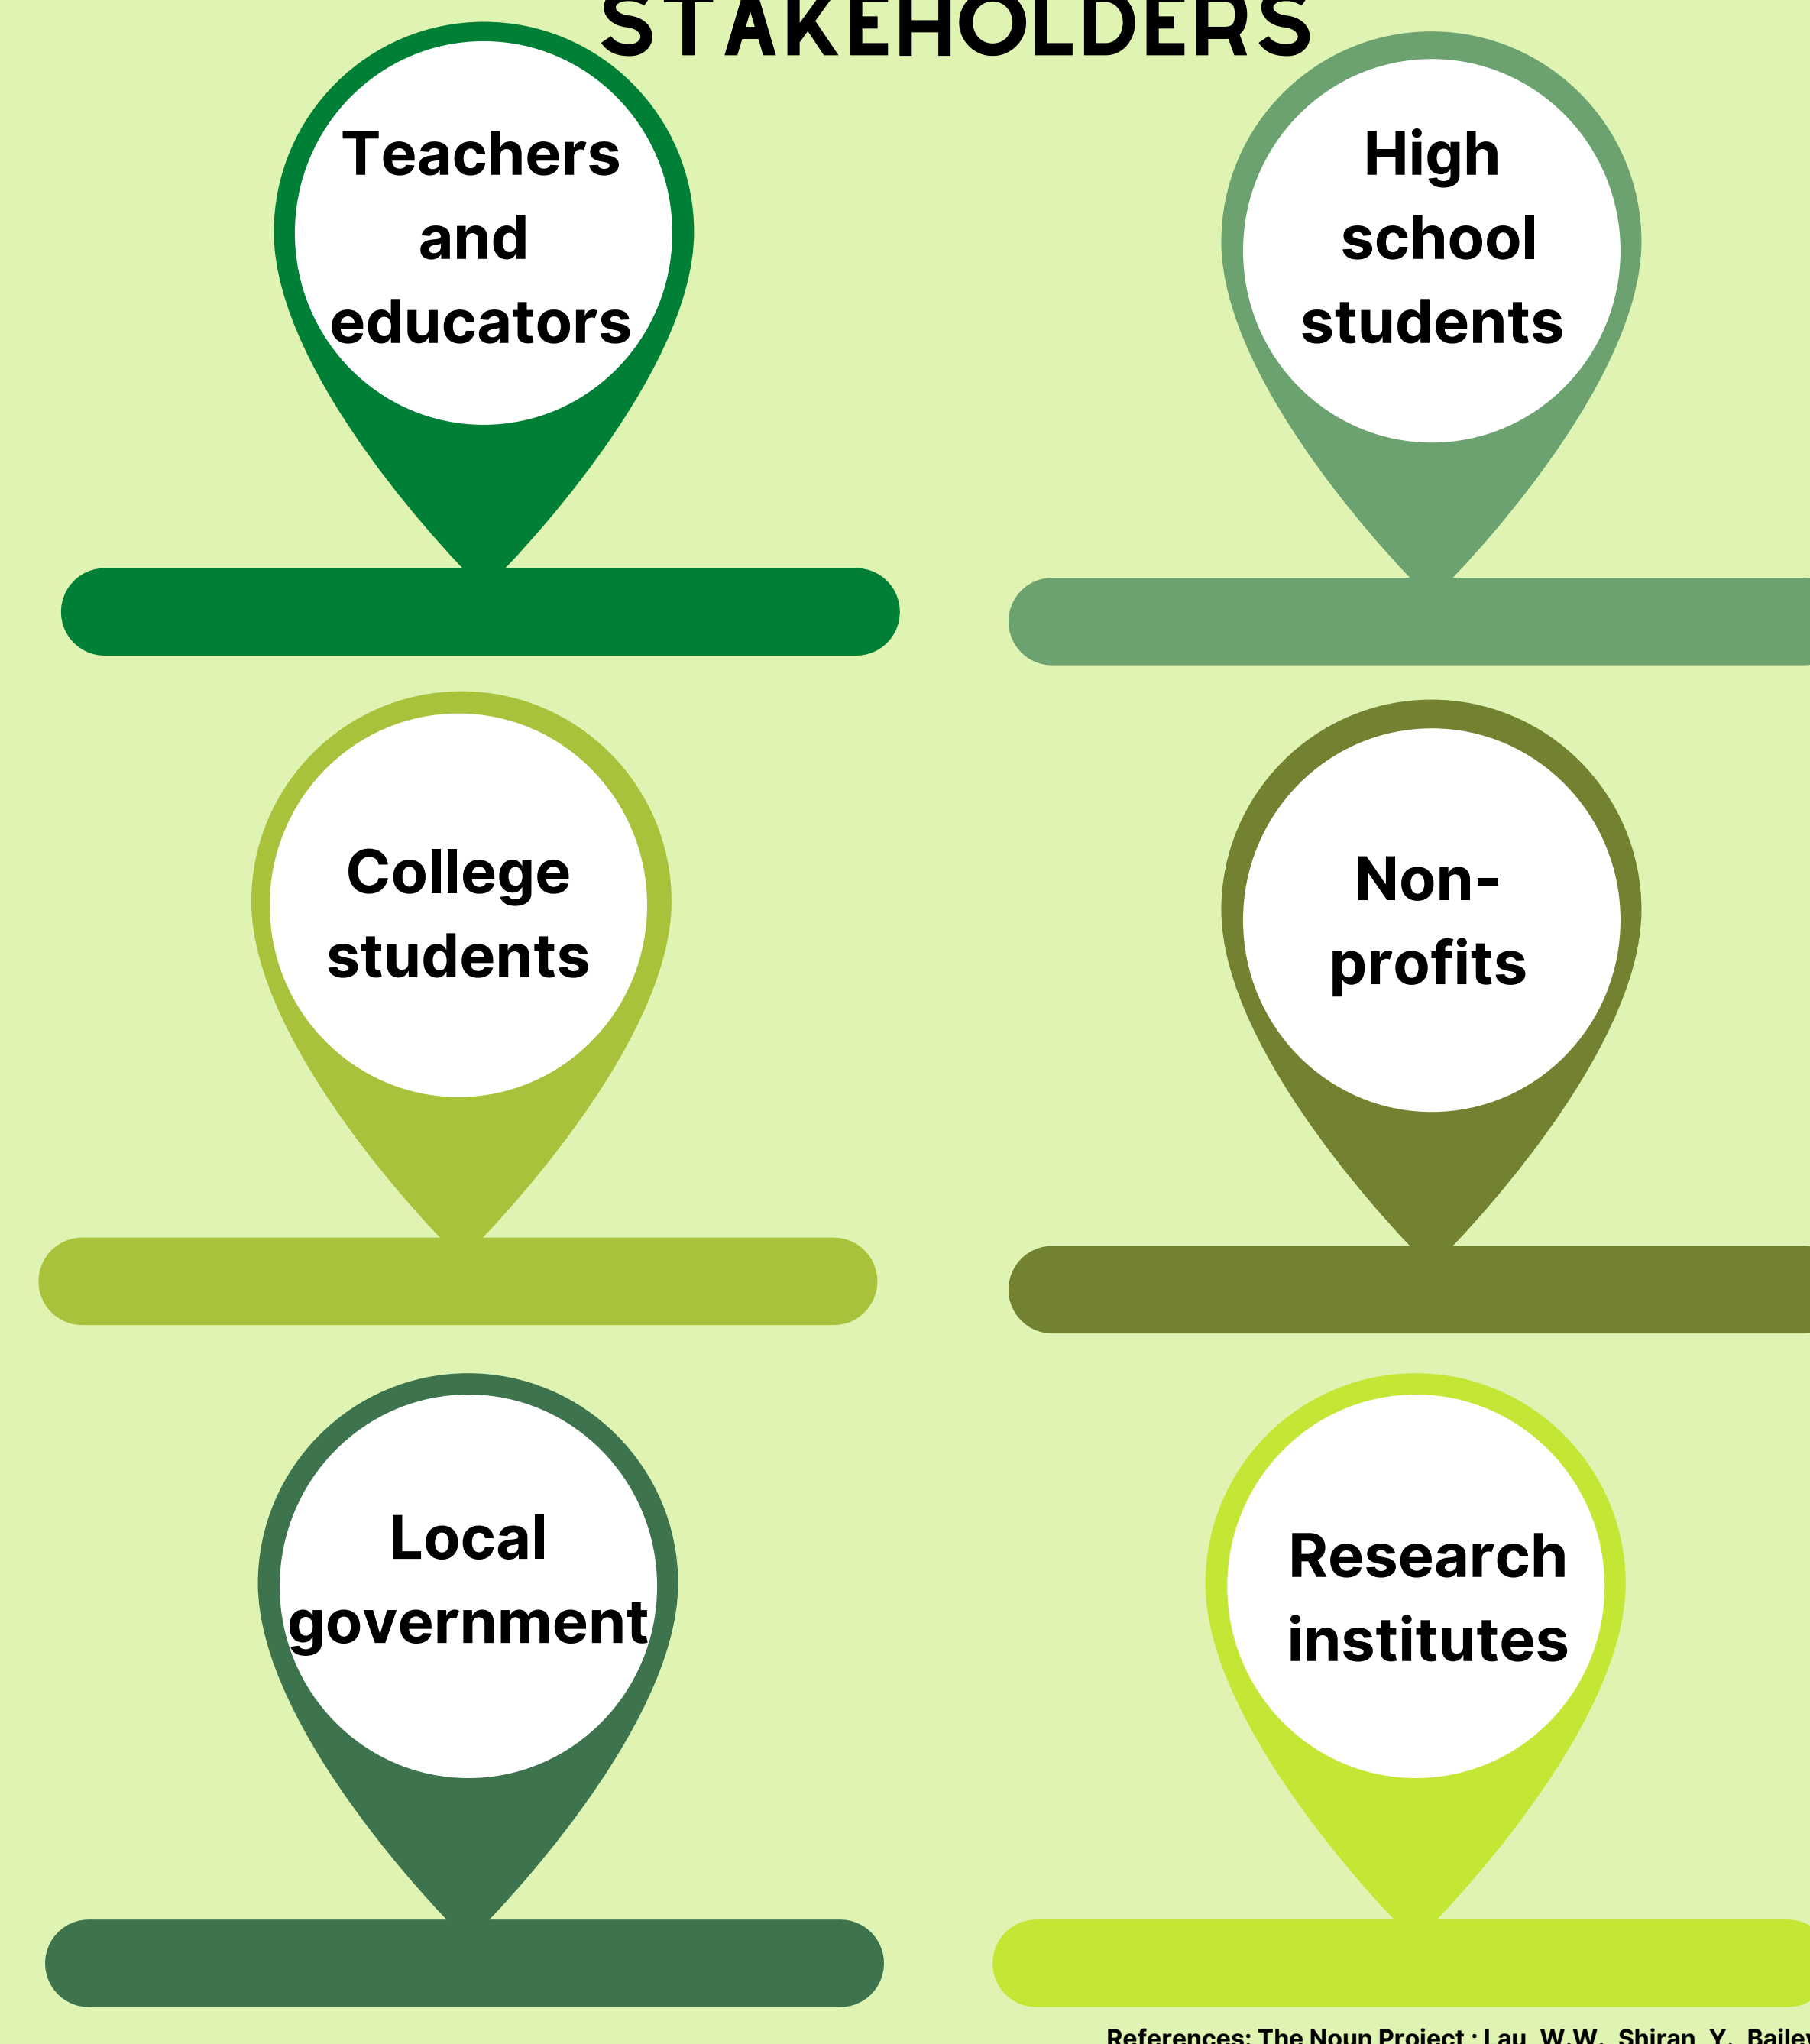 STAKEHOLDERS
Teachers
and
educators
High
school
students
College
students
Non-
profits
Local
government
Research
institutes
References: The Noun Project ; Lau, W.W., Shiran, Y., Bailey